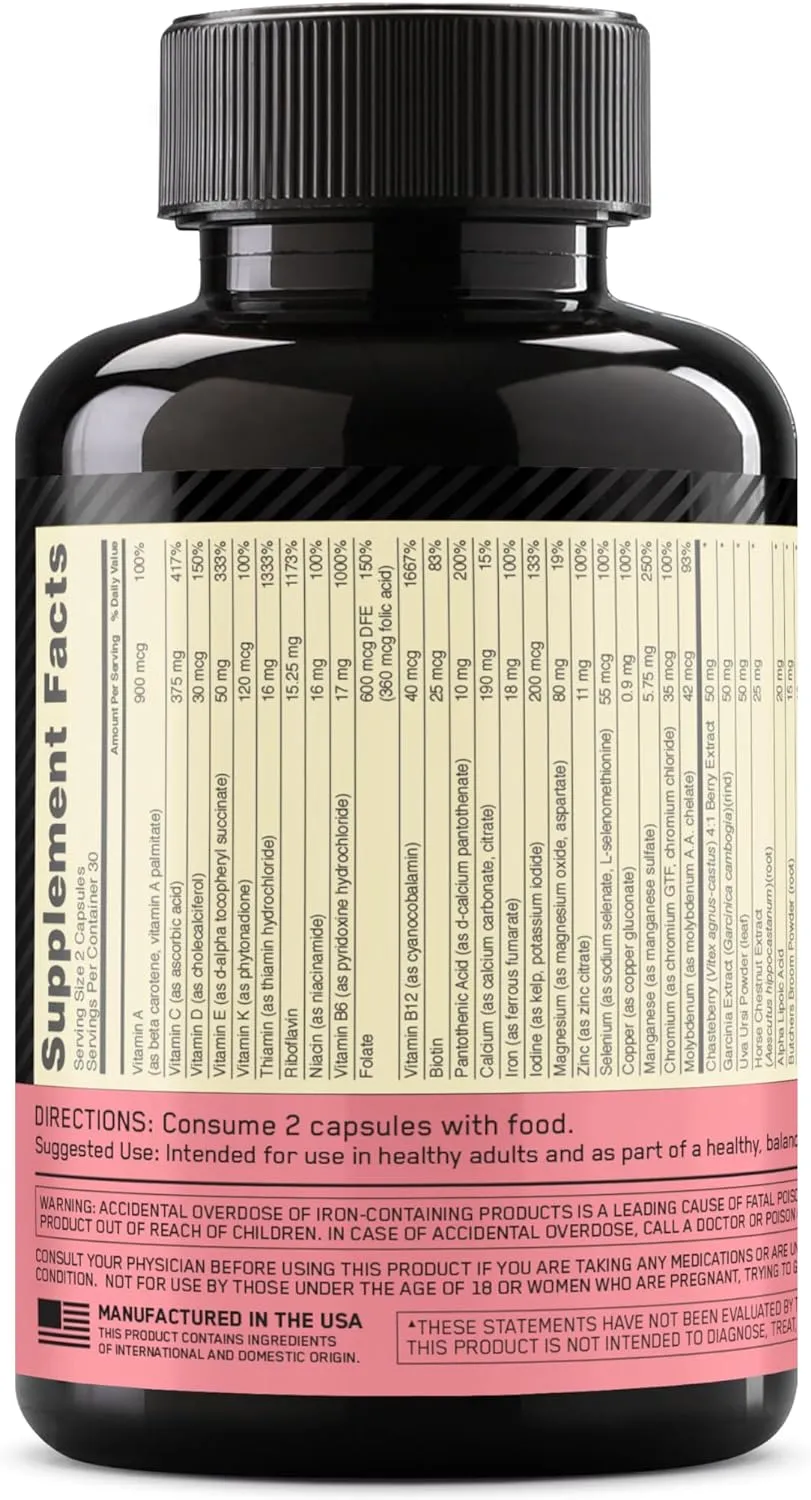 Supplement Facts
Serving Size 2 Capsules
Servings Per Container 30
Amount Per Serving % Daily Value
Vitamin A 900 mcg 100%
(as beta carotene, vitamin A palmitate)
Vitamin C (as ascorbic acid) 375 mg 417%
Vitamin D (as cholecalciferol) 30 mcg 150%
Vitamin E (as d-alpha tocopheryl succinate) 50 mg 333%
Vitamin K (as phytonadione) 120 mcg 100%
Thiamin (as thiamin hydrochloride) 16 mg 1333%
Riboflavin 15.25 mg 1173%
Niacin (as niacinamide) 16 mg 100%
Vitamin B6 (as pyridoxine hydrochloride) 17 mg 1000%
Folate 600 mcg DFE 150%
(360 mcg folic acid)
Vitamin B12 (as cyanocobalamin) 40 mcg 1667%
Biotin 25 mcg 83%
Pantothenic Acid (as d-calcium pantothenate) 10 mg 200%
Calcium (as calcium carbonate, citrate) 190 mg 15%
Iron (as ferrous fumarate) 18 mg 100%
Iodine (as kelp, potassium iodide) 200 mcg 133%
Magnesium (as magnesium oxide, aspartate) 80 mg 19%
Zinc (as zinc citrate) 11 mg 100%
Selenium (as sodium selenate, L-selenomethionine) 55 mcg 100%
Copper (as copper gluconate) 0.9 mg 100%
Manganese (as manganese sulfate) 5.75 mg 250%
Chromium (as chromium GTF, chromium chloride) 35 mcg 100%
Molybdenum (as molybdenum A.A. chelate) 42 mcg 93%
Chasteberry (Vitex agnus-castus) 4:1 Berry Extract 50 mg *
Garcinia Extract (Garcinica cambogia)(rind) 50 mg *
Uva Ursi Powder (leaf) 50 mg *
Horse Chestnut Extract 25 mg *
(Aescutus hippocastanum)(root)
Alpha Lipoic Acid 20 mg *
Butchers Broom Powder (root) 15 mg *
DIRECTIONS: Consume 2 capsules with food.
Suggested Use: Intended for use in healthy adults and as part of a healthy,
WARNING: ACCIDENTAL OVERDOSE OF IRON-CONTAINING PRODUCTS IS A LEADING CAUSE OF FATAL
PRODUCT OUT OF REACH OF CHILDREN. IN CASE OF ACCIDENTAL OVERDOSE, CALL A DOCTOR OR POISON
CONSULT YOUR PHYSICIAN BEFORE USING THIS PRODUCT IF YOU ARE TAKING ANY MEDICATIONS OR ARE
CONDITION. NOT FOR USE BY THOSE UNDER THE AGE OF 18 OR WOMEN WHO ARE PREGNANT, TRYING TO
MANUFACTURED IN THE USA
THIS PRODUCT CONTAINS INGREDIENTS
OF INTERNATIONAL AND DOMESTIC ORIGIN.
▲THESE STATEMENTS HAVE NOT BEEN EVALUATED BY
THIS PRODUCT IS NOT INTENDED TO DIAGNOSE, TREAT,